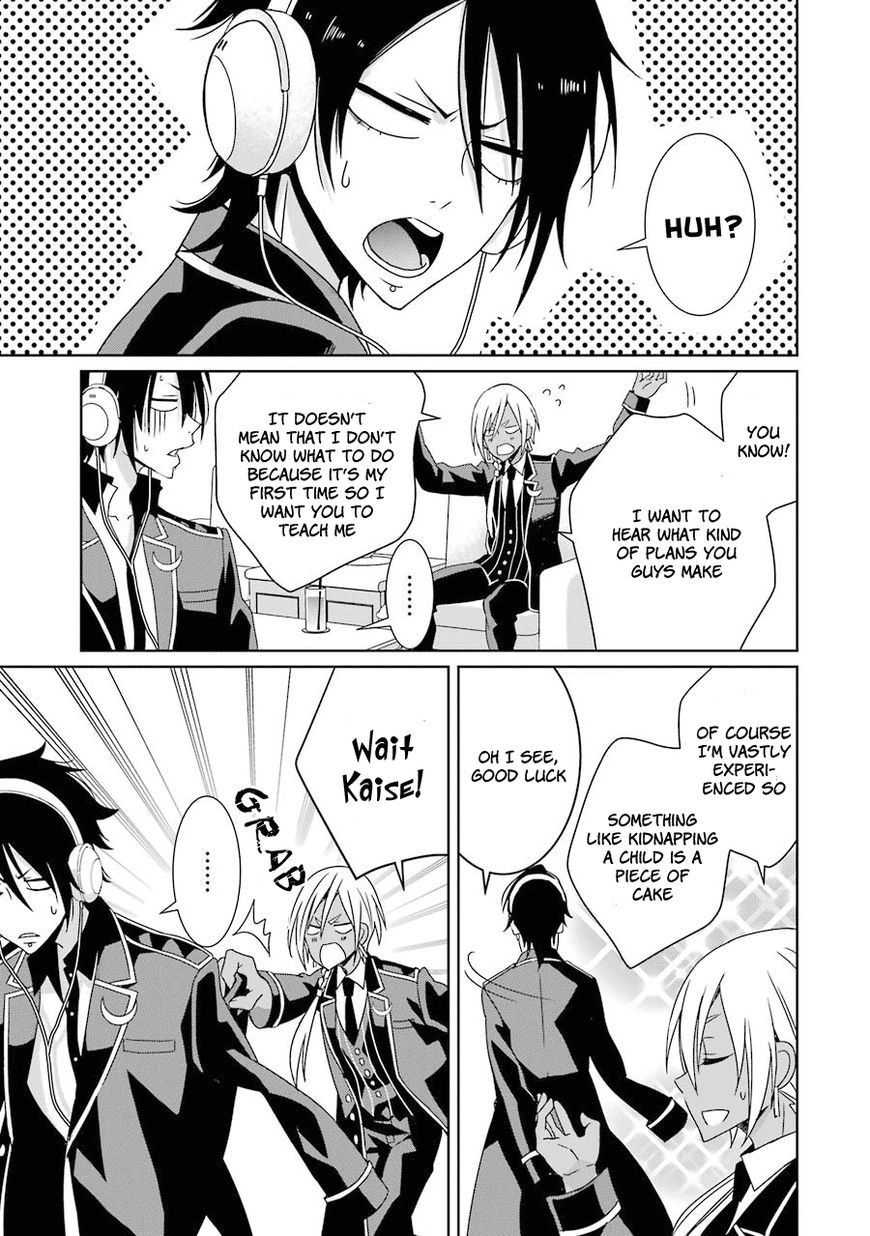 HUH?
YOU
KNOW!
I WANT TO
HEAR WHAT KIND
OF PLANS YOU
GUYS MAKE
IT DOESN'T
MEAN THAT I DON'T
KNOW WHAT TO DO
BECAUSE IT'S MY
FIRST TIME SO I
WANT YOU TO
TEACH ME
......
OF COURSE
I'M VASTLY
EXPERI-
ENCED SO
SOMETHING
LIKE KIDNAPPING
A CHILD IS A
PIECE OF
CAKE
OH I SEE,
GOOD LUCK
Wait
Kaise!
GRAB
......